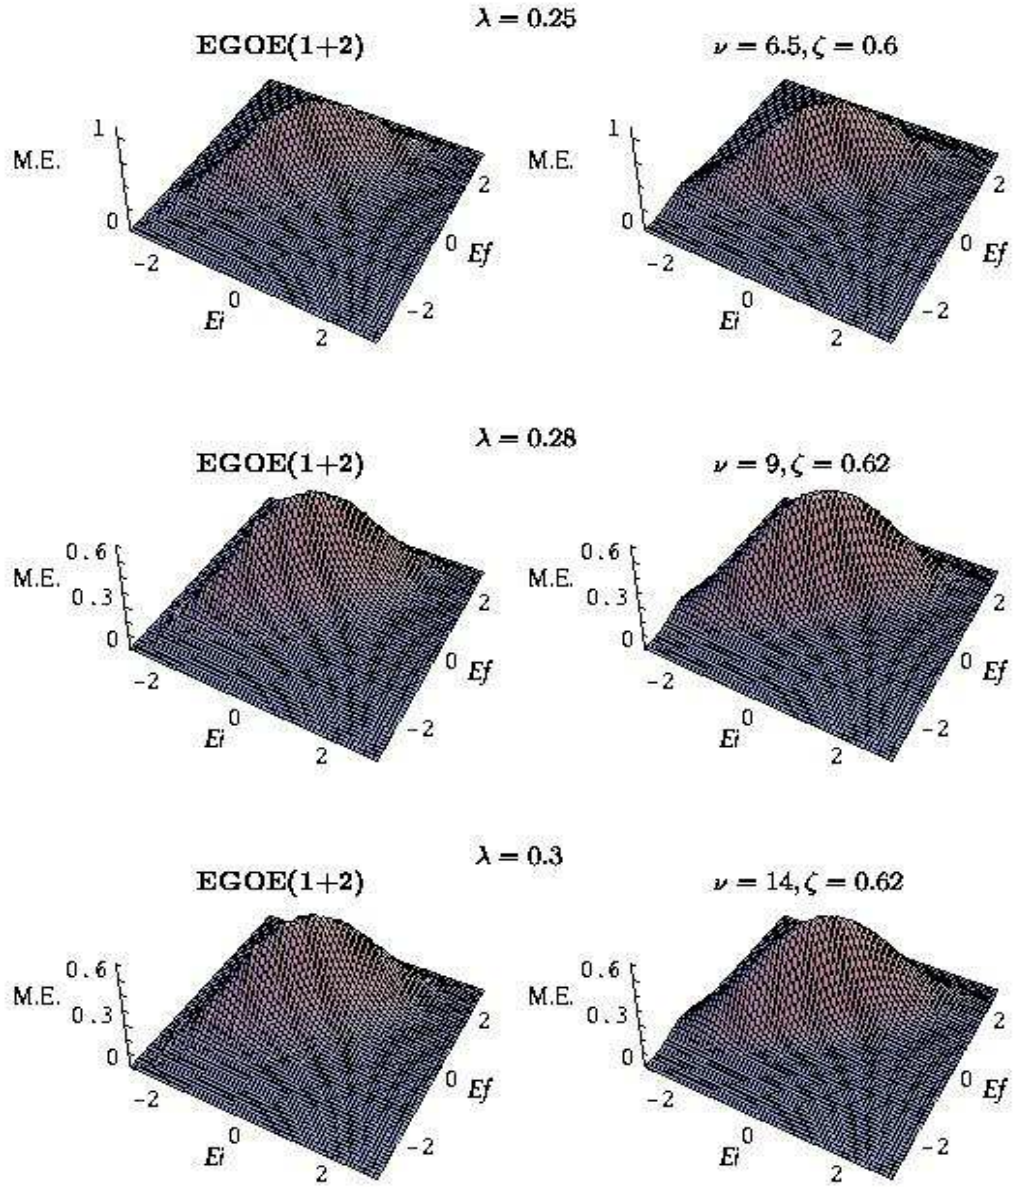 λ = 0.25
EGOE(1+2)
ν = 6.5, ζ = 0.6
1
M.E.
0
-2
0
Ei
2
2
0
Ef
-2
1
M.E.
0
-2
0
Ei
2
2
0
Ef
-2
λ = 0.28
EGOE(1+2)
ν = 9, ζ = 0.62
0.6
M.E.
0.3
0
-2
0
Ei
2
2
0
Ef
-2
0.6
M.E.
0.3
0
-2
0
Ei
2
2
0
Ef
-2
λ = 0.3
EGOE(1+2)
ν = 14, ζ = 0.62
0.6
M.E.
0.3
0
-2
0
Ei
2
2
0
Ef
-2
0.6
M.E.
0.3
0
-2
0
Ei
2
2
0
Ef
-2